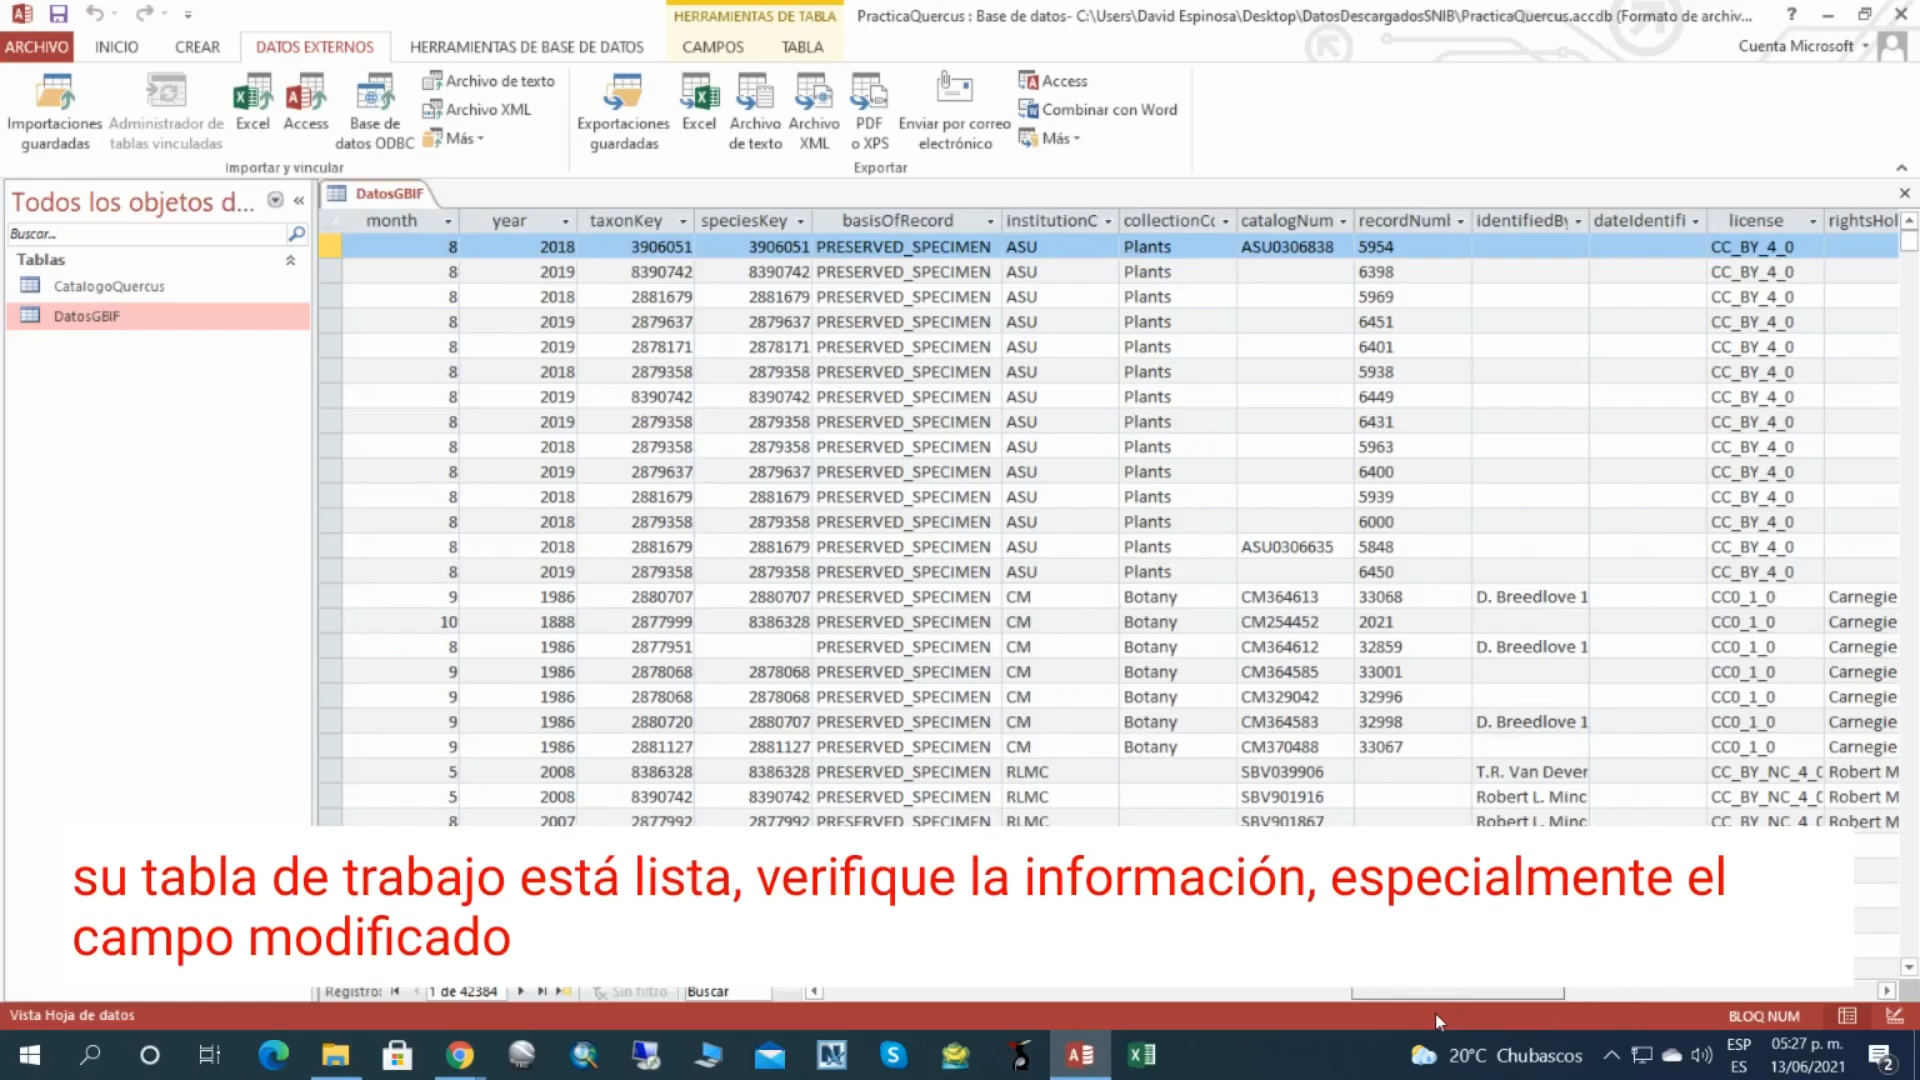 HERRAMIENTAS DE TABLA
PracticaQuercus : Base de datos- C:\Users\David Espinosa\Desktop\DatosDescargadosSNIB\PracticaQuercus.accdb (Formato de archiv...
ARCHIVO INICIO CREAR DATOS EXTERNOS HERRAMIENTAS DE BASE DE DATOS CAMPOS TABLA
Cuenta Microsoft
Importaciones guardadas
Administrador de tablas vinculadas
Excel
Access
Base de datos ODBC
Archivo de texto
Archivo XML
Más
Importar y vincular
Exportaciones guardadas
Excel
Archivo de texto
Archivo XML
PDF o XPS
Enviar por correo electrónico
Access
Combinar con Word
Más
Exportar
Todos los objetos d...
Buscar...
Tablas
CatalogoQuercus
DatosGBIF
DatosGBIF
month year taxonKey speciesKey basisOfRecord institutionC collectionCo catalogNum recordNuml identifiedBy dateIdentifi license rightsHol
8 2018 3906051 3906051 PRESERVED_SPECIMEN ASU Plants ASU0306838 5954 CC_BY_4_0
8 2019 8390742 8390742 PRESERVED_SPECIMEN ASU Plants 6398 CC_BY_4_0
8 2018 2881679 2881679 PRESERVED_SPECIMEN ASU Plants 5969 CC_BY_4_0
8 2019 2879637 2879637 PRESERVED_SPECIMEN ASU Plants 6451 CC_BY_4_0
8 2019 2878171 2878171 PRESERVED_SPECIMEN ASU Plants 6401 CC_BY_4_0
8 2018 2879358 2879358 PRESERVED_SPECIMEN ASU Plants 5938 CC_BY_4_0
8 2019 8390742 8390742 PRESERVED_SPECIMEN ASU Plants 6449 CC_BY_4_0
8 2019 2879358 2879358 PRESERVED_SPECIMEN ASU Plants 6431 CC_BY_4_0
8 2018 2879358 2879358 PRESERVED_SPECIMEN ASU Plants 5963 CC_BY_4_0
8 2019 2879637 2879637 PRESERVED_SPECIMEN ASU Plants 6400 CC_BY_4_0
8 2018 2881679 2881679 PRESERVED_SPECIMEN ASU Plants 5939 CC_BY_4_0
8 2018 2879358 2879358 PRESERVED_SPECIMEN ASU Plants 6000 CC_BY_4_0
8 2018 2881679 2881679 PRESERVED_SPECIMEN ASU Plants ASU0306635 5848 CC_BY_4_0
8 2019 2879358 2879358 PRESERVED_SPECIMEN ASU Plants 6450 CC_BY_4_0
9 1986 2880707 2880707 PRESERVED_SPECIMEN CM Botany CM364613 33068 D. Breedlove 1 CC0_1_0 Carnegie
10 1888 2877999 8386328 PRESERVED_SPECIMEN CM Botany CM254452 2021 CC0_1_0 Carnegie
8 1986 2877951 PRESERVED_SPECIMEN CM Botany CM364612 32859 D. Breedlove 1 CC0_1_0 Carnegie
9 1986 2878068 2878068 PRESERVED_SPECIMEN CM Botany CM364585 33001 CC0_1_0 Carnegie
9 1986 2878068 2878068 PRESERVED_SPECIMEN CM Botany CM329042 32996 CC0_1_0 Carnegie
9 1986 2880720 2880707 PRESERVED_SPECIMEN CM Botany CM364583 32998 D. Breedlove 1 CC0_1_0 Carnegie
9 1986 2881127 2881127 PRESERVED_SPECIMEN CM Botany CM370488 33067 CC0_1_0 Carnegie
5 2008 8386328 8386328 PRESERVED_SPECIMEN RLMC SBV039906 T.R. Van Dever CC_BY_NC_4_0 Robert M
5 2008 8390742 8390742 PRESERVED_SPECIMEN RLMC SBV901916 Robert L. Minc CC_BY_NC_4_0 Robert M
8 2007 2877992 2877992 PRESERVED_SPECIMEN RLMC SBV901867 Robert L. Minc CC_BY_NC_4_0 Robert M
su tabla de trabajo está lista, verifique la información, especialmente el
campo modificado
Registro: 1 de 42384 Sin filtro Buscar
Vista Hoja de datos
BLOQ NUM
20°C Chubascos
ESP
ES
05:27 p. m.
13/06/2021
2